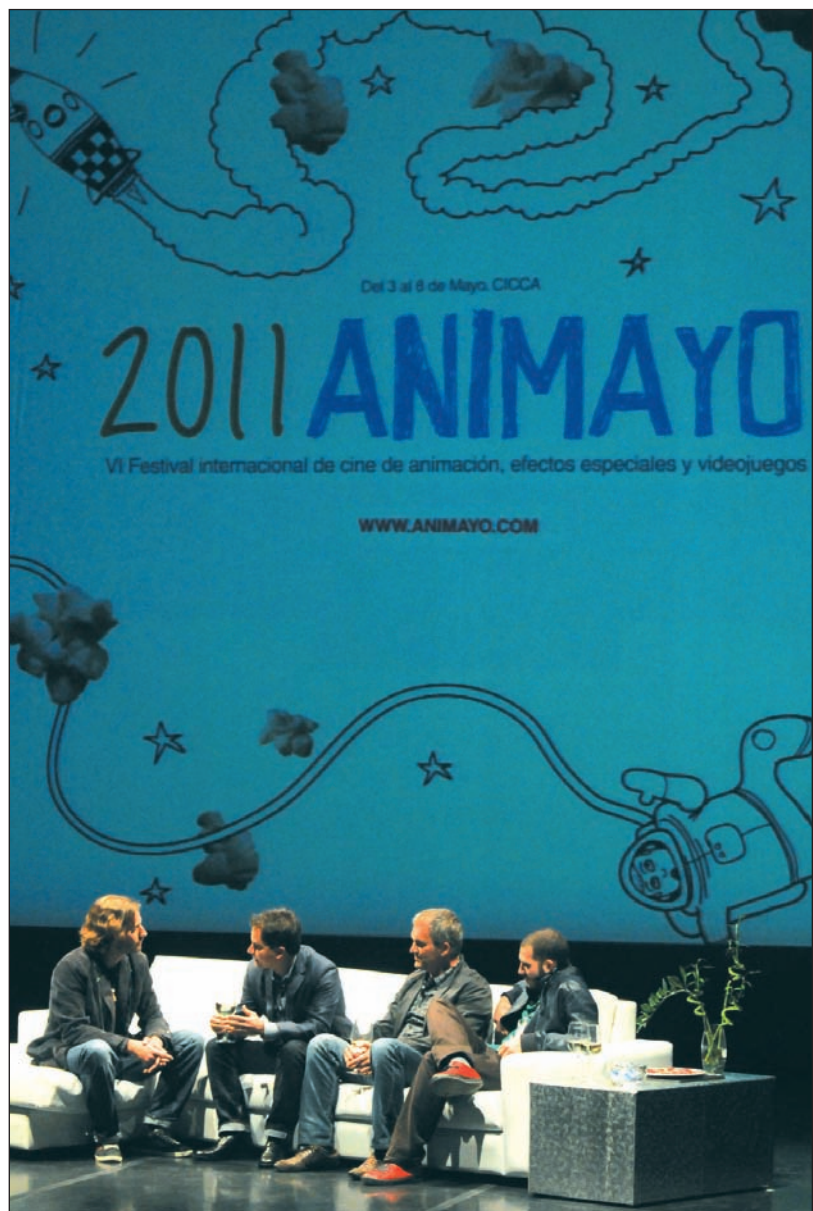 Del 3 al 6 de Mayo. CICCA
2011 ANIMAYO
VI Festival internacional de cine de animación, efectos especiales y videojuegos
WWW.ANIMAYO.COM